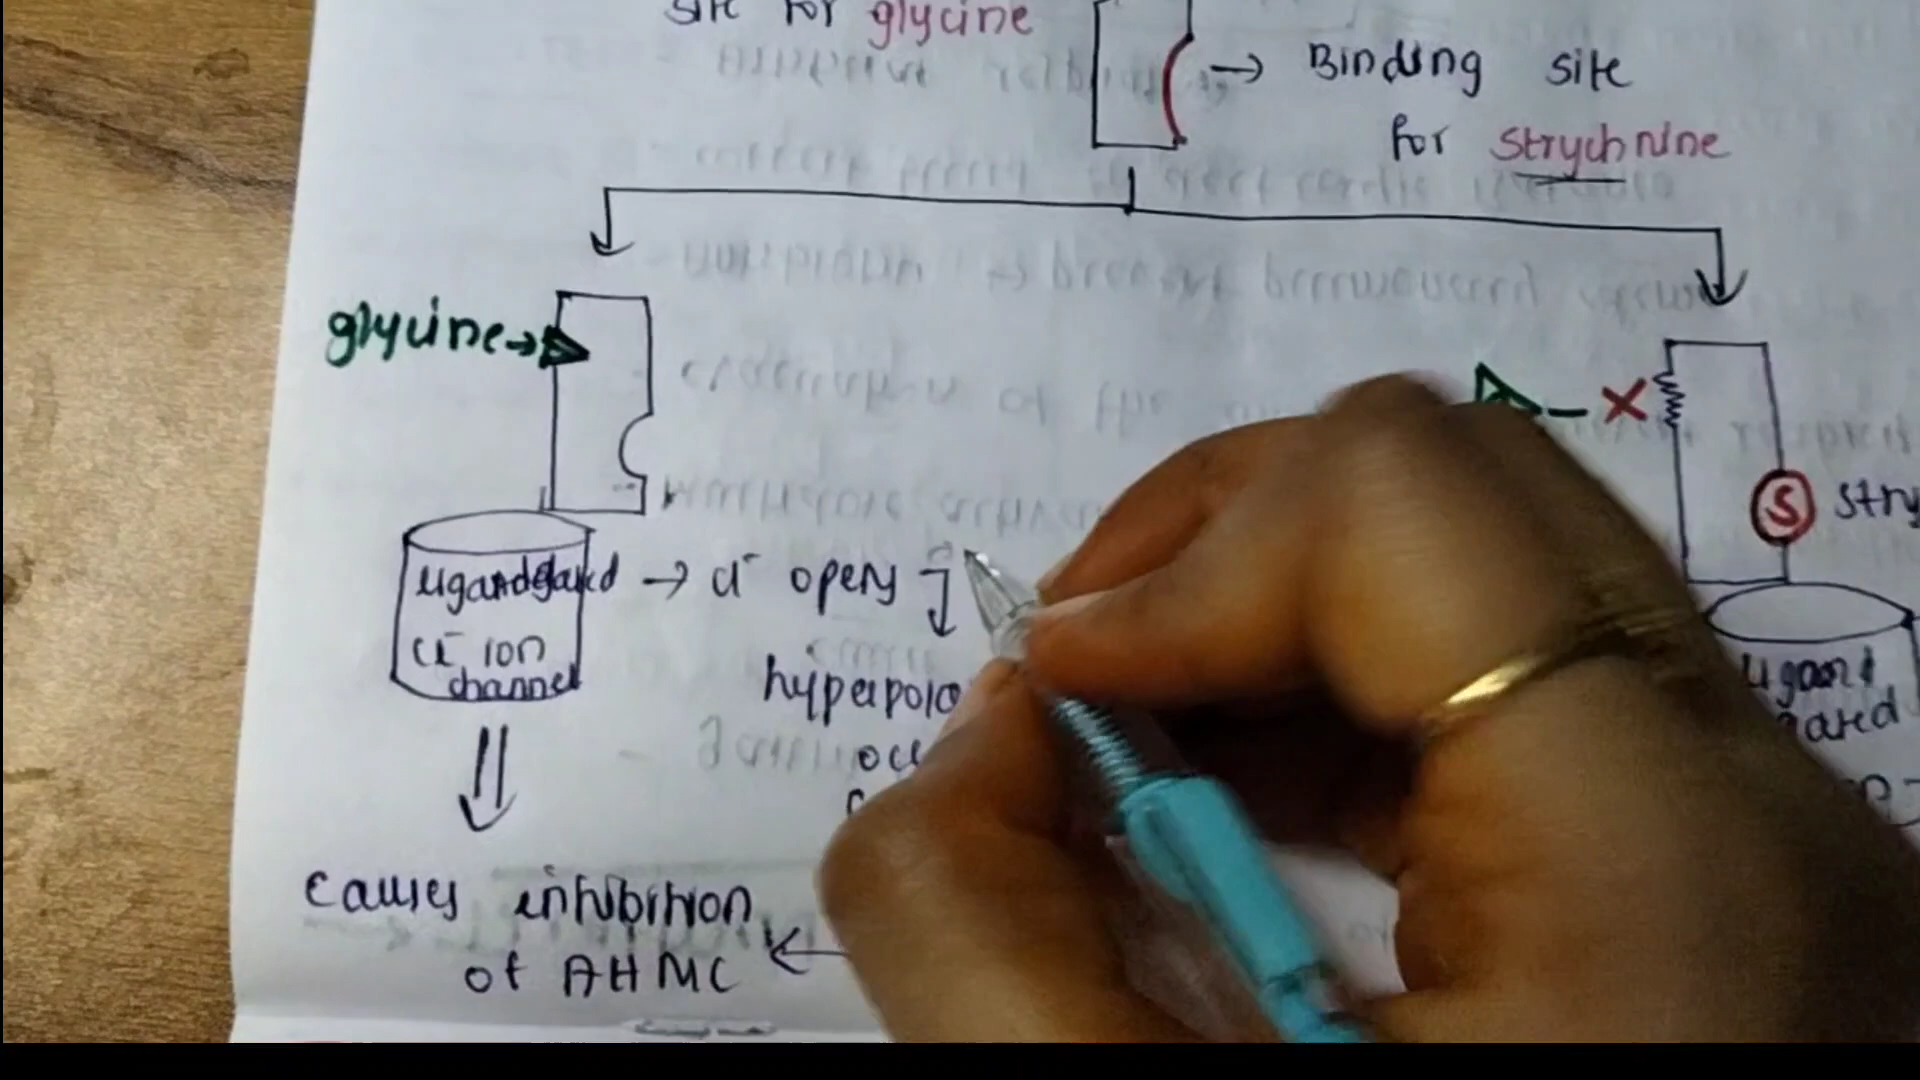 site for glycine
Binding site
for Strychnine
glycine
S
Stry
ligandgated
Cl⁻ ion
channel
Cl⁻ opens
hyperpola
occ
ligand
gated
causes inhibition
of AHMC